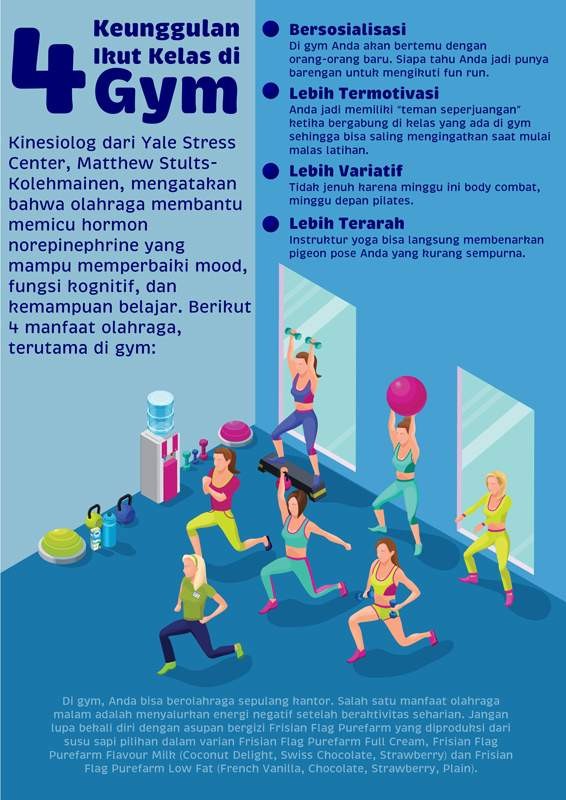 4 Keunggulan
Ikut Kelas di
Gym
Kinesiolog dari Yale Stress
Center, Matthew Stults-
Kolehmainen, mengatakan
bahwa olahraga membantu
memicu hormon
norepinephrine yang
mampu memperbaiki mood,
fungsi kognitif, dan
kemampuan belajar. Berikut
4 manfaat olahraga,
terutama di gym:
Bersosialisasi
Di gym Anda akan bertemu dengan
orang-orang baru. Siapa tahu Anda jadi punya
barengan untuk mengikuti fun run.
Lebih Termotivasi
Anda jadi memiliki "teman seperjuangan"
ketika bergabung di kelas yang ada di gym
sehingga bisa saling mengingatkan saat mulai
malas latihan.
Lebih Variatif
Tidak jenuh karena minggu ini body combat,
minggu depan pilates.
Lebih Terarah
Instruktur yoga bisa langsung membenarkan
pigeon pose Anda yang kurang sempurna.
Di gym, Anda bisa berolahraga sepulang kantor. Salah satu manfaat olahraga
malam adalah menyalurkan energi negatif setelah beraktivitas seharian. Jangan
lupa bekali diri dengan asupan bergizi Frisian Flag Purefarm yang diproduksi dari
susu sapi pilihan dalam varian Frisian Flag Purefarm Full Cream, Frisian Flag
Purefarm Flavour Milk (Coconut Delight, Swiss Chocolate, Strawberry) dan Frisian
Flag Purefarm Low Fat (French Vanilla, Chocolate, Strawberry, Plain).